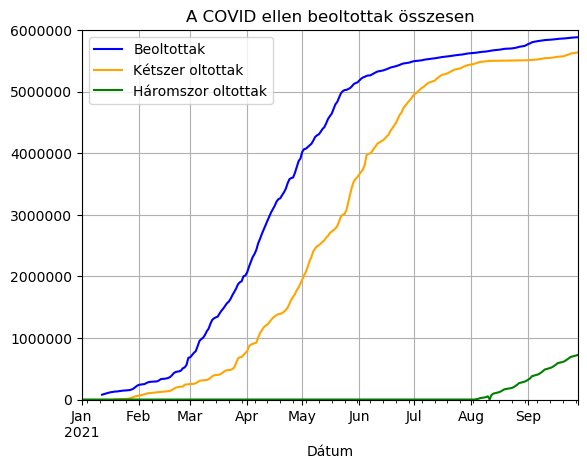 A COVID ellen beoltottak összesen
Beoltottak
Kétszer oltottak
Háromszor oltottak
6000000
5000000
4000000
3000000
2000000
1000000
0
Jan Feb Mar Apr May Jun Jul Aug Sep
2021
Dátum